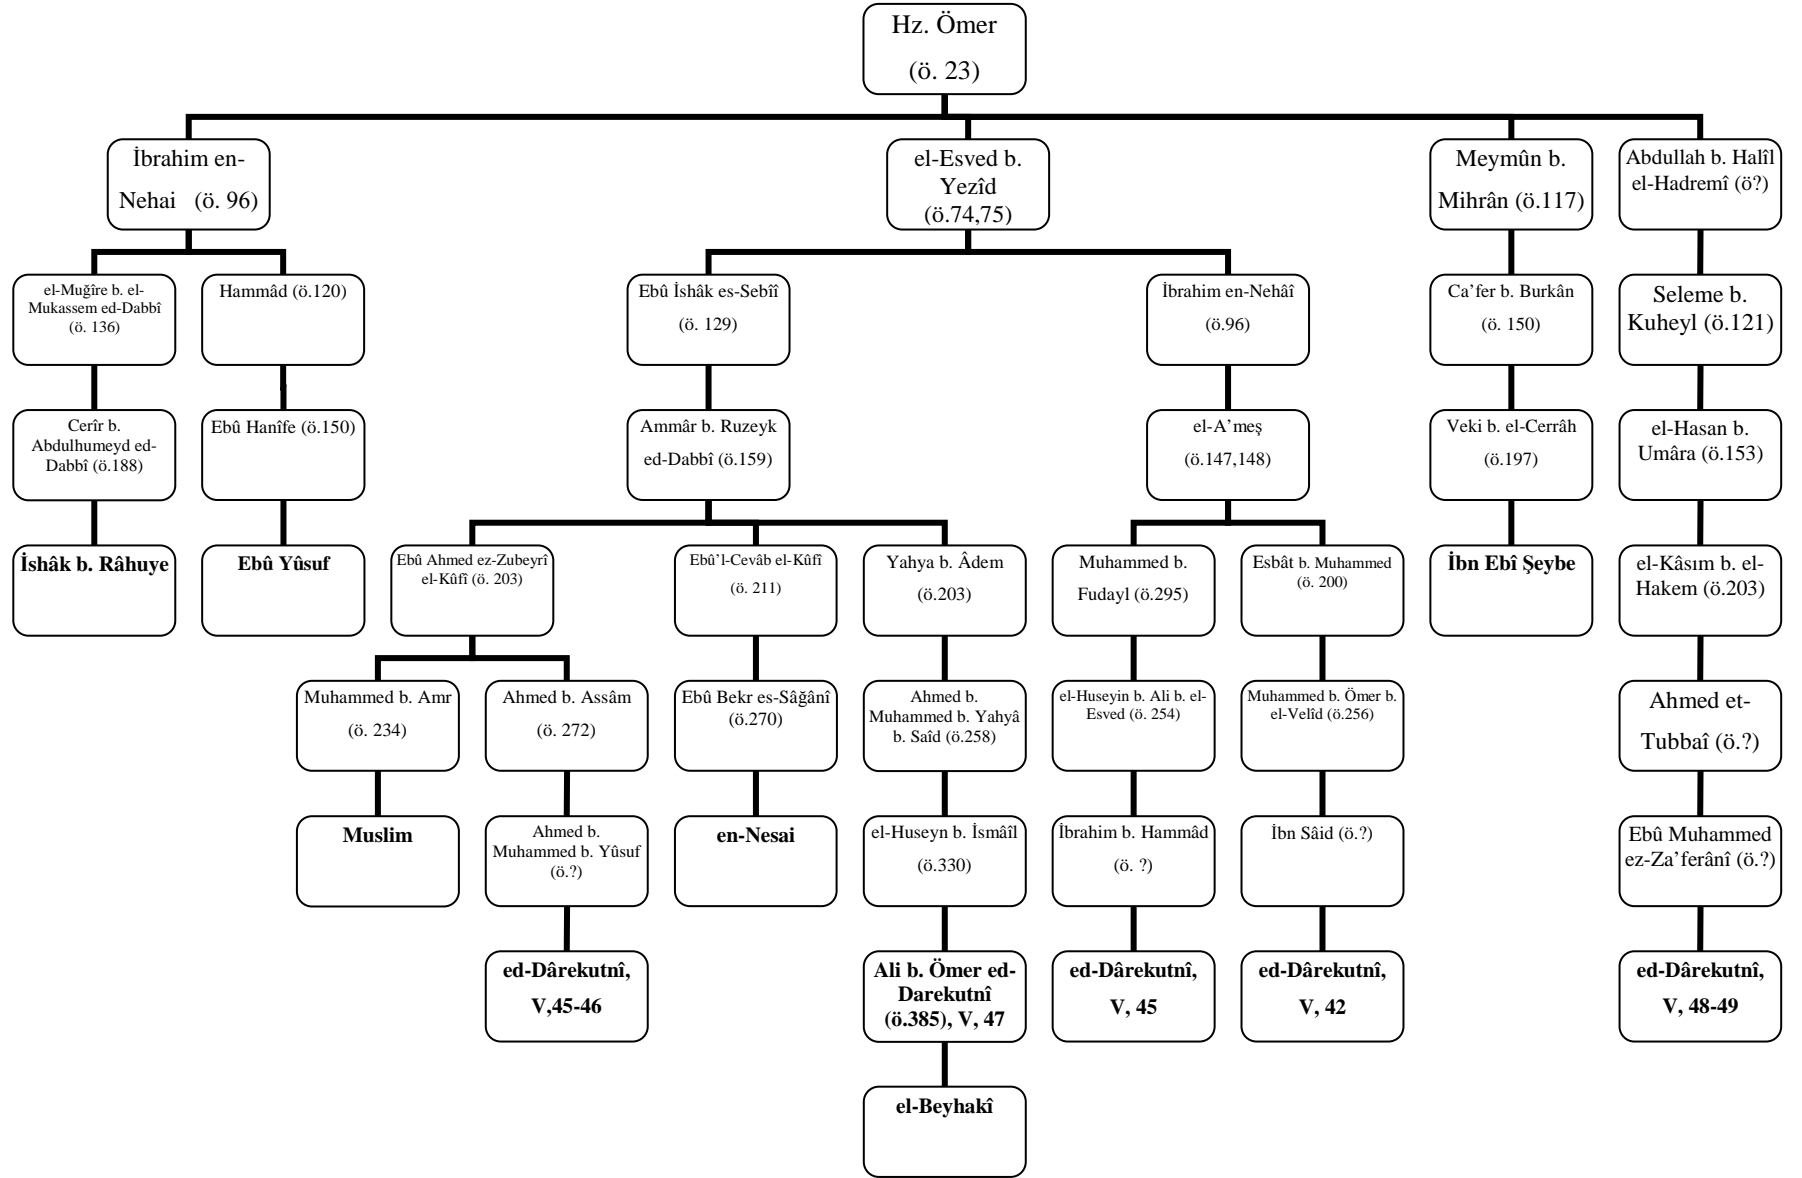 Hz. Ömer
(ö. 23)
İbrahim en-
Nehai (ö. 96)
el-Esved b.
Yezîd
(ö.74,75)
Meymûn b.
Mihrân (ö.117)
Abdullah b. Halîl
el-Hadremî (ö?)
el-Muğîre b. el-
Mukassem ed-Dabbî
(ö. 136)
Hammâd (ö.120)
Ebû İshâk es-Sebîî
(ö. 129)
İbrahim en-Nehâî
(ö.96)
Ca’fer b. Burkân
(ö. 150)
Seleme b.
Kuheyl (ö.121)
Cerîr b.
Abdulhumeyd ed-
Dabbî (ö.188)
Ebû Hanîfe (ö.150)
Ammâr b. Ruzeyk
ed-Dabbî (ö.159)
el-A’meş
(ö.147,148)
Veki b. el-Cerrâh
(ö.197)
el-Hasan b.
Umâra (ö.153)
İshâk b. Râhuye
Ebû Yûsuf
Ebû Ahmed ez-Zubeyrî
el-Kûfî (ö. 203)
Ebû’l-Cevâb el-Kûfî
(ö. 211)
Yahya b. Âdem
(ö.203)
Muhammed b.
Fudayl (ö.295)
Esbât b. Muhammed
(ö. 200)
İbn Ebî Şeybe
el-Kâsım b. el-
Hakem (ö.203)
Muhammed b. Amr
(ö. 234)
Ahmed b. Assâm
(ö. 272)
Ebû Bekr es-Sâğânî
(ö.270)
Ahmed b.
Muhammed b. Yahyâ
b. Saîd (ö.258)
el-Huseyin b. Ali b. el-
Esved (ö. 254)
Muhammed b. Ömer b.
el-Velîd (ö.256)
Ahmed et-
Tubbaî (ö.?)
Muslim
Ahmed b.
Muhammed b. Yûsuf
(ö.?)
en-Nesai
el-Huseyn b. İsmâîl
(ö.330)
İbrahim b. Hammâd
(ö. ?)
İbn Sâid (ö.?)
Ebû Muhammed
ez-Za’ferânî (ö.?)
ed-Dârekutnî,
V,45-46
Ali b. Ömer ed-
Darekutnî
(ö.385), V, 47
ed-Dârekutnî,
V, 45
ed-Dârekutnî,
V, 42
ed-Dârekutnî,
V, 48-49
el-Beyhakî